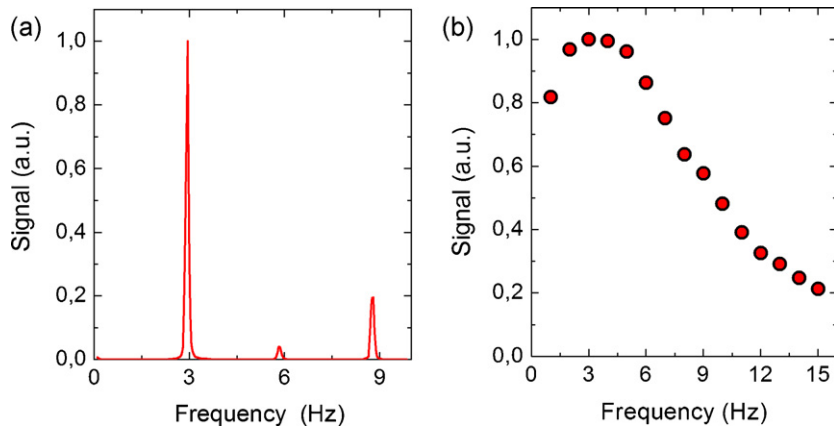 (a)
1,0
0,8
0,6
0,4
0,2
0,0
Signal (a.u.)
0 3 6 9
Frequency (Hz)
(b)
1,0
0,8
0,6
0,4
0,2
0,0
Signal (a.u.)
0 3 6 9 12 15
Frequency (Hz)